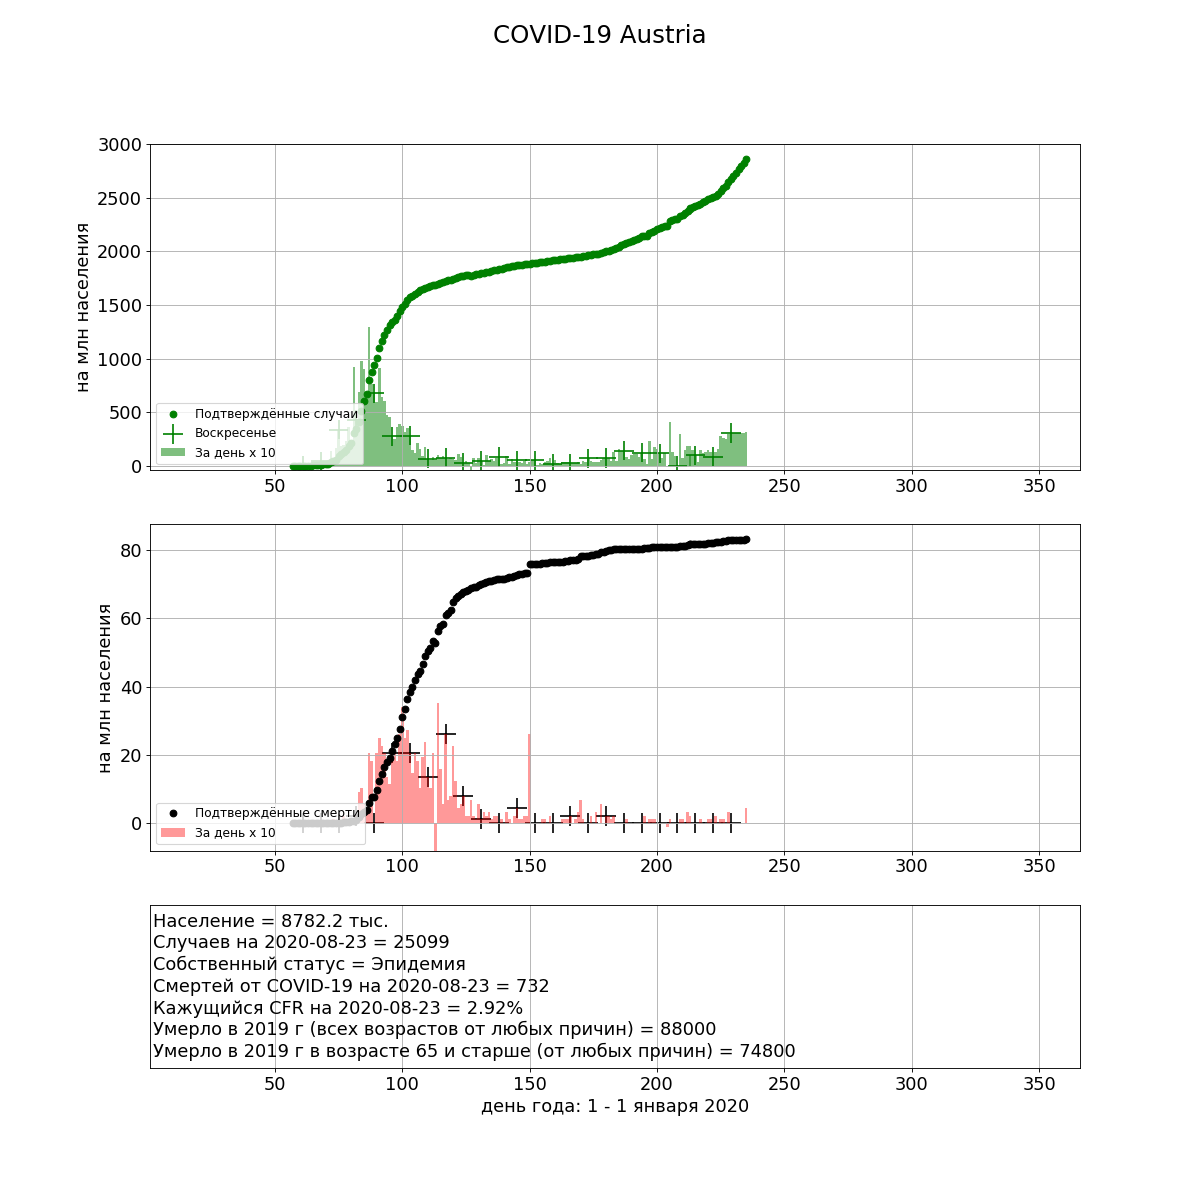 COVID-19 Austria
3000
2500
2000
1500
1000
500
0
на млн населения
Подтверждённые случаи
Воскресенье
За день x 10
50 100 150 200 250 300 350
80
60
40
20
0
на млн населения
Подтверждённые смерти
За день x 10
50 100 150 200 250 300 350
Население = 8782.2 тыс.
Случаев на 2020-08-23 = 25099
Собственный статус = Эпидемия
Смертей от COVID-19 на 2020-08-23 = 732
Кажущийся CFR на 2020-08-23 = 2.92%
Умерло в 2019 г (всех возрастов от любых причин) = 88000
Умерло в 2019 г в возрасте 65 и старше (от любых причин) = 74800
50 100 150 200 250 300 350
день года: 1 - 1 января 2020